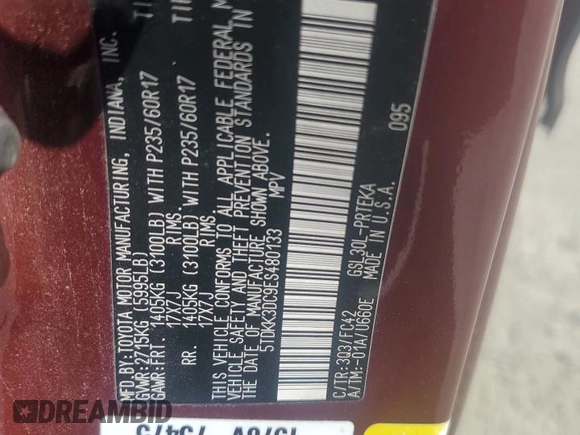 MFD.BY:TOYOTA MOTOR MANUFACTURING, INDIANA, INC.
GVWR:2715KG (5995LB)
GAWR:FRT. 1405KG (3100LB) WITH P235/60R17
17X7J RIMS.
RR. 1405KG (3100LB) WITH P235/60R17
17X7J RIMS.
THIS VEHICLE CONFORMS TO ALL APPLICABLE FEDERAL
VEHICLE SAFETY AND THEFT PREVENTION STANDARDS IN
DATE OF MANUFACTURE SHOWN ABOVE.
5TDKK3DC9ES480133 MPV
095
C/TR:3Q3/FC42 GSL30L-PRTEKA
A/TM:-01A/U660E MADE IN U.S.A.
DREAMBID